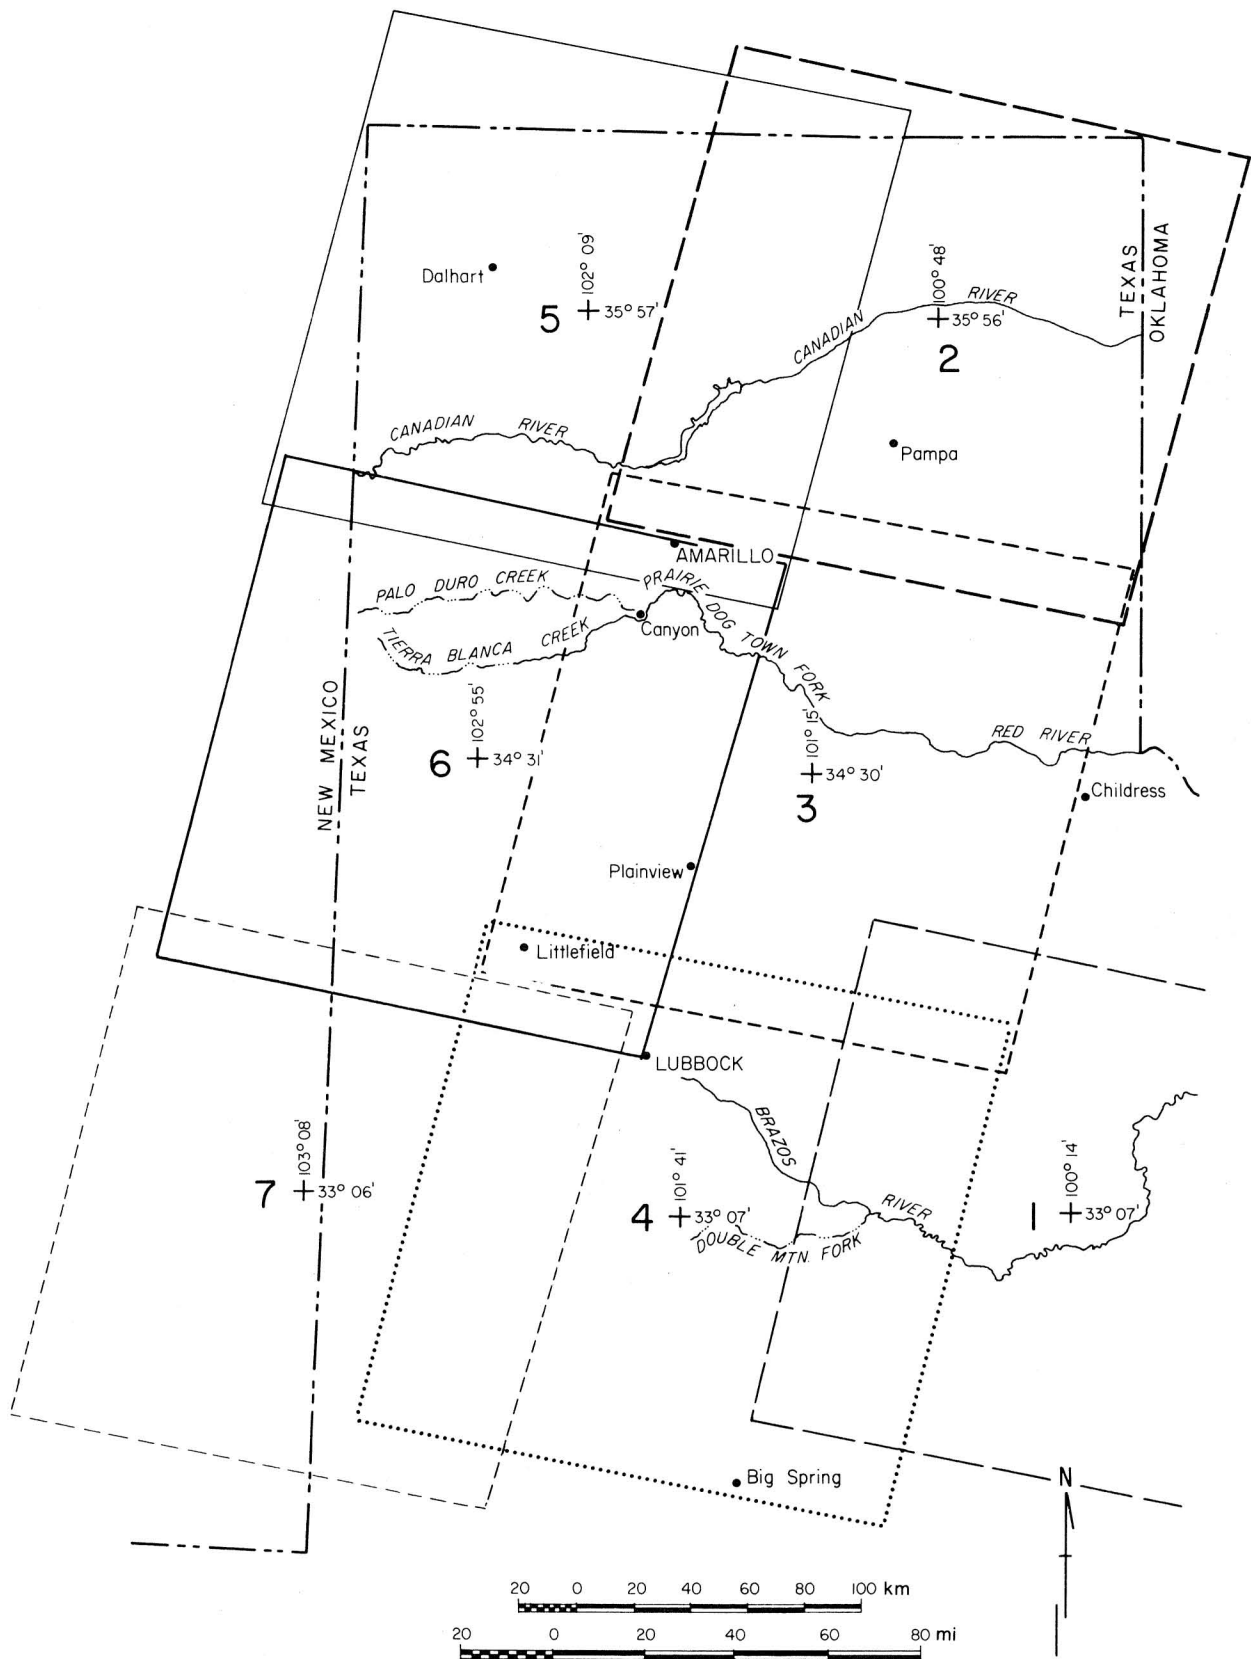 TEXAS
OKLAHOMA
Dalhart
102° 09'
35° 57'
5
100° 48'
35° 56'
2
CANADIAN
RIVER
CANADIAN
RIVER
Pampa
AMARILLO
PALO DURO CREEK
PRAIRIE DOG TOWN FORK
Canyon
TIERRA BLANCA CREEK
NEW MEXICO
TEXAS
102° 55'
34° 31'
6
101° 15'
34° 30'
3
RED RIVER
Childress
Plainview
Littlefield
LUBBOCK
BRAZOS
RIVER
103° 08'
33° 06'
7
101° 41'
33° 07'
4
DOUBLE MTN. FORK
100° 14'
33° 07'
1
Big Spring
N
20 0 20 40 60 80 100 km
20 0 20 40 60 80 mi